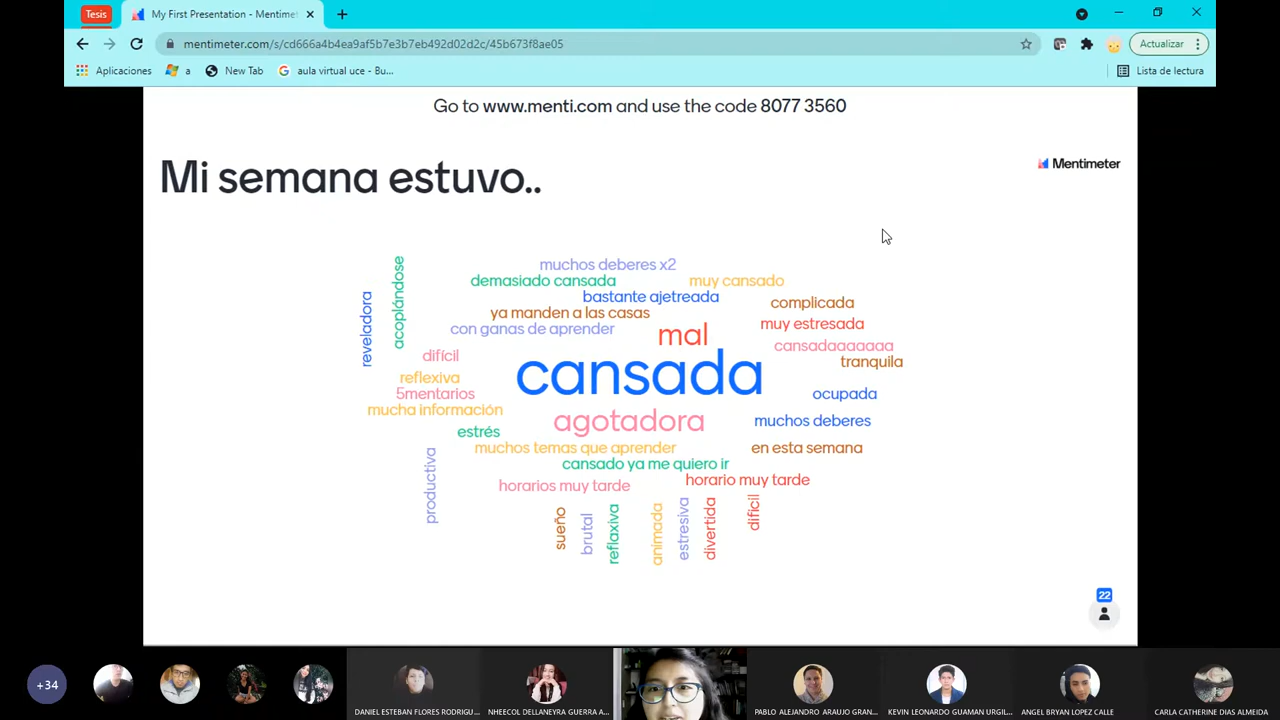 Tesis
My First Presentation - Mentimet
mentimeter.com/s/cd666a4b4ea9af5b7e3b7eb492d02d2c/45b673f8ae05
Actualizar
Aplicaciones
a
New Tab
aula virtual uce - Bu...
Lista de lectura
Go to www.menti.com and use the code 8077 3560
Mi semana estuvo..
Mentimeter
muchos deberes x2
demasiado cansada
muy cansado
bastante ajetreada
complicada
ya manden a las casas
muy estresada
con ganas de aprender
mal
cansadaaaaaaa
reveladora
acoplándose
difícil
tranquila
cansada
reflexiva
5mentarios
ocupada
mucha información
agotadora
muchos deberes
estrés
muchos temas que aprender
en esta semana
cansado ya me quiero ir
horario muy tarde
horarios muy tarde
productiva
sueño
brutal
reflaxiva
animada
estresiva
divertida
dificil
22
+34
DANIEL ESTEBAN FLORES RODRIGU...
NHEECOL DELLANEYRA GUERRA A...
PABLO ALEJANDRO ARAUJO GRAN...
KEVIN LEONARDO GUAMAN URGIL...
ANGEL BRYAN LOPEZ CALLE
CARLA CATHERINE DIAS ALMEIDA